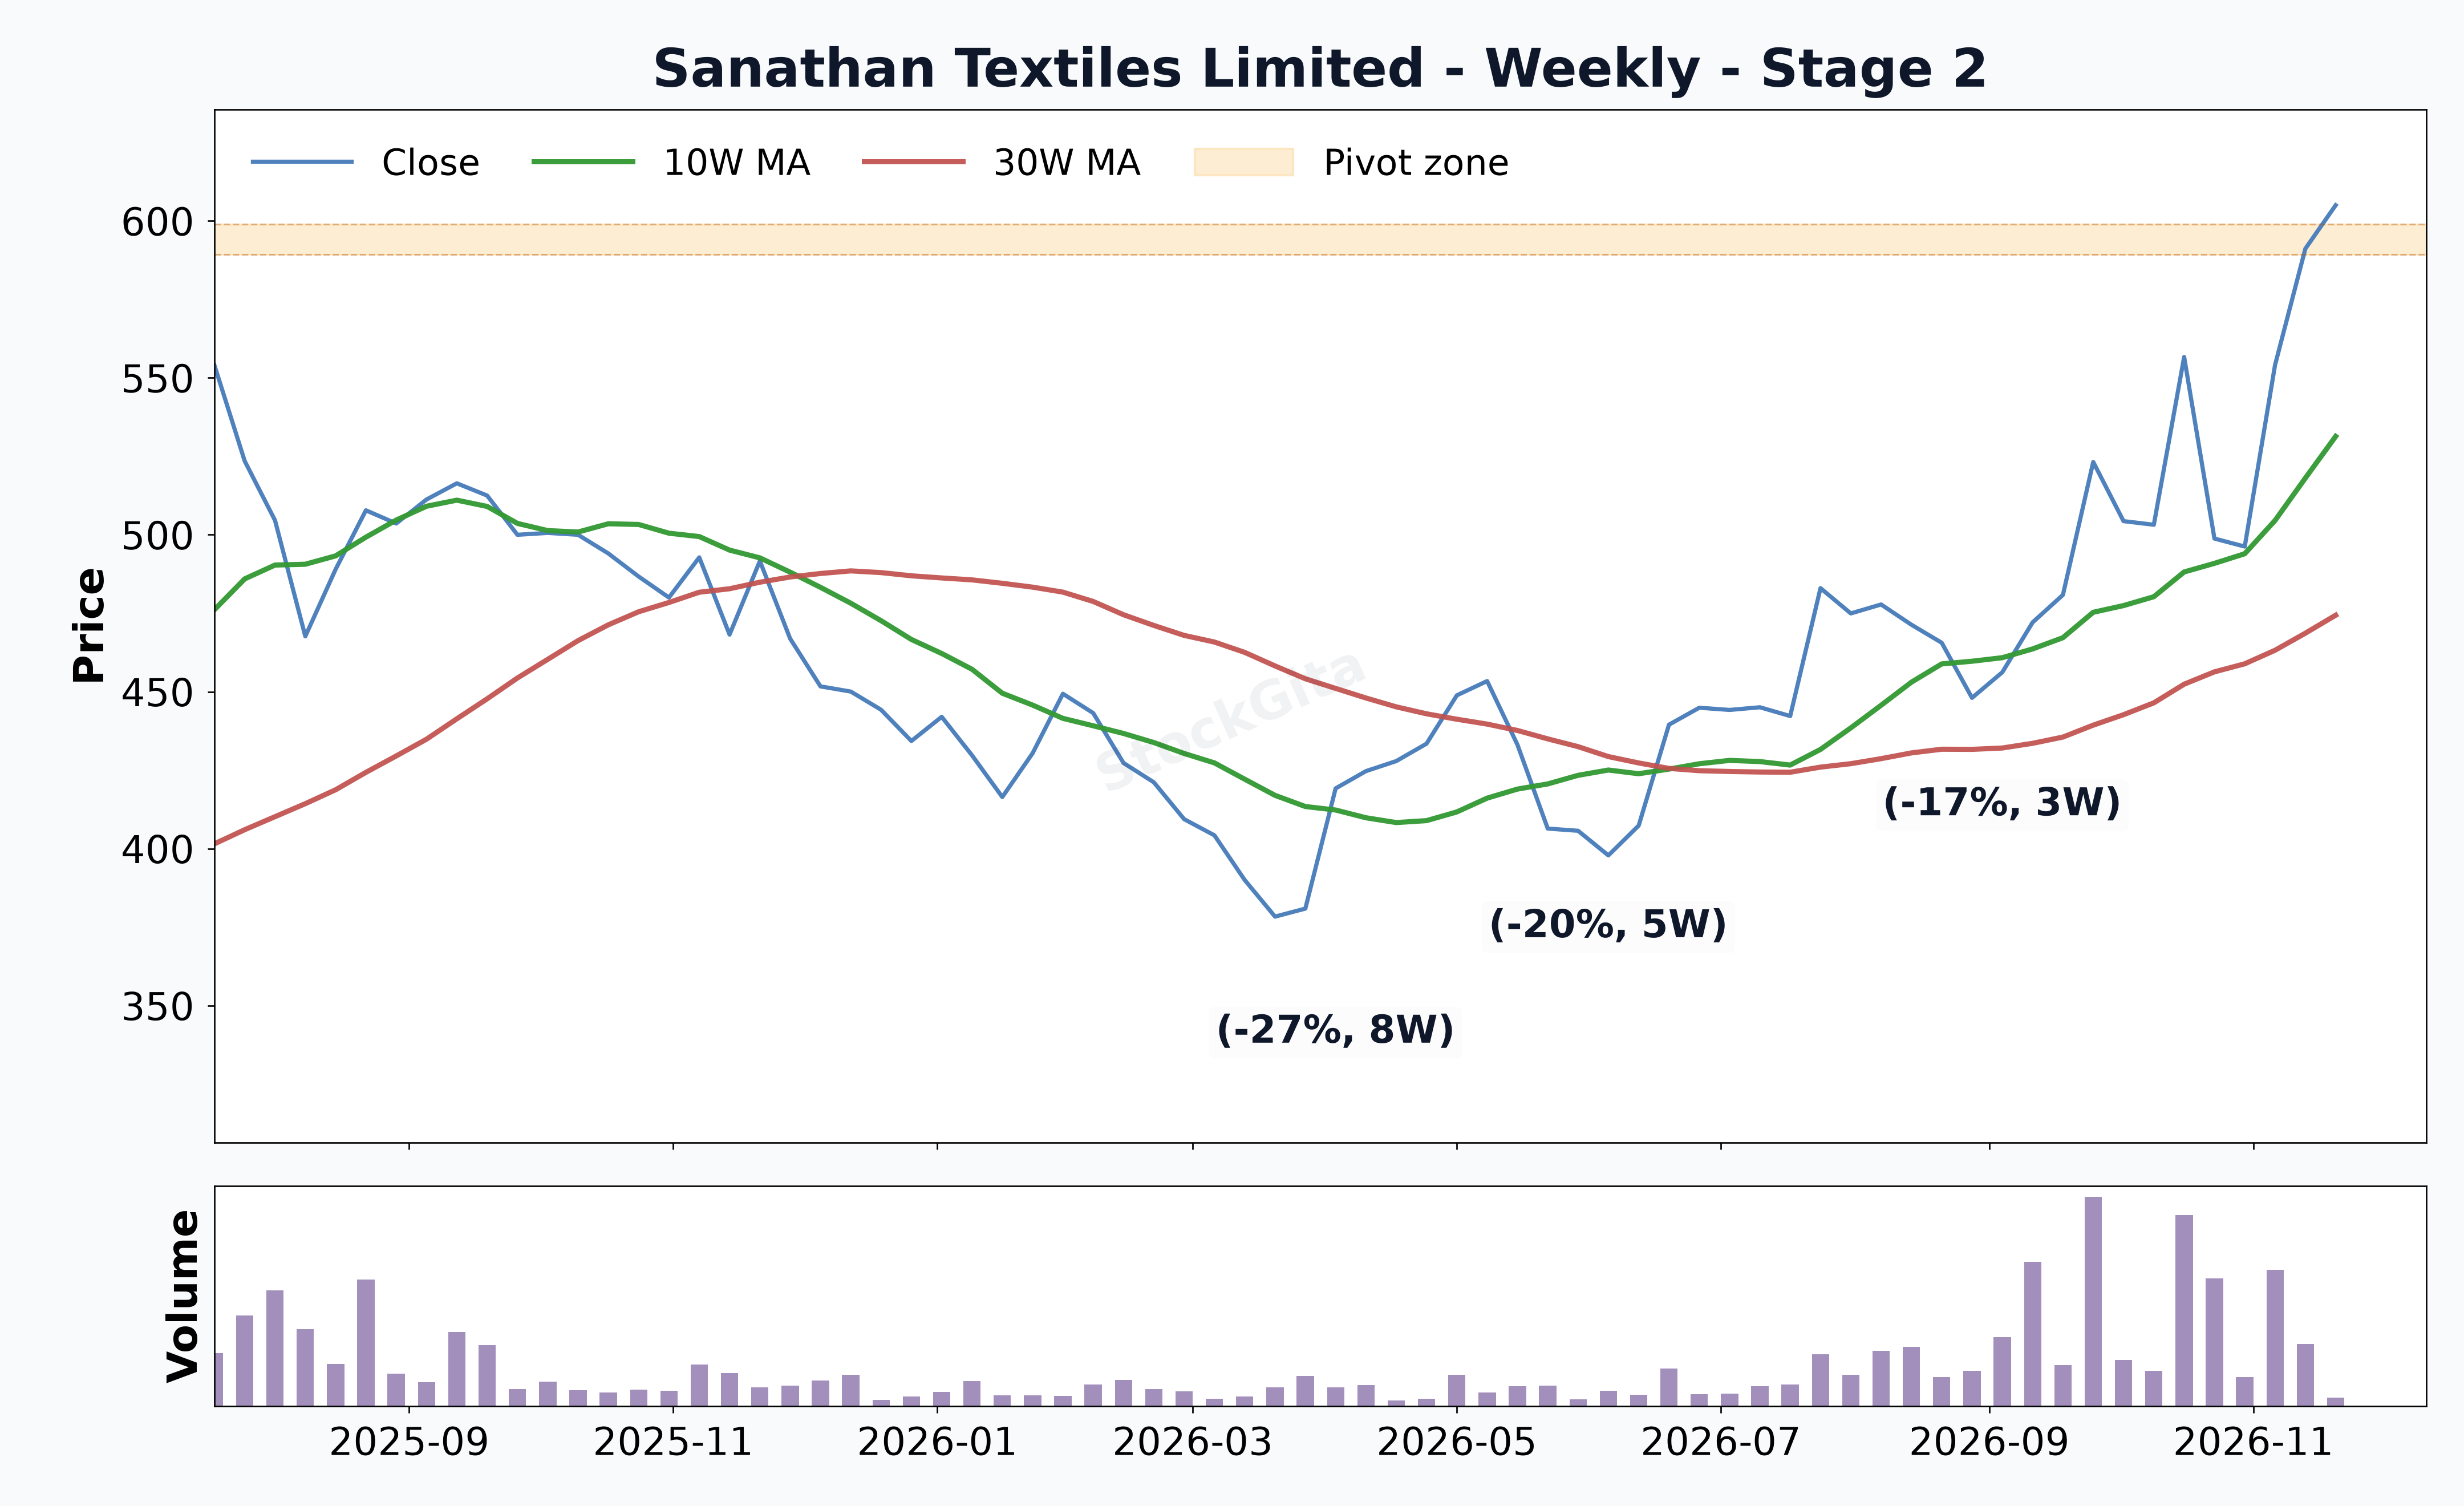 Sanathan Textiles Limited - Weekly - Stage 2
Close 10W MA 30W MA Pivot zone
600
550
500
450
400
350
Price
StockGita
(-17%, 3W)
(-20%, 5W)
(-27%, 8W)
Volume
2025-09 2025-11 2026-01 2026-03 2026-05 2026-07 2026-09 2026-11